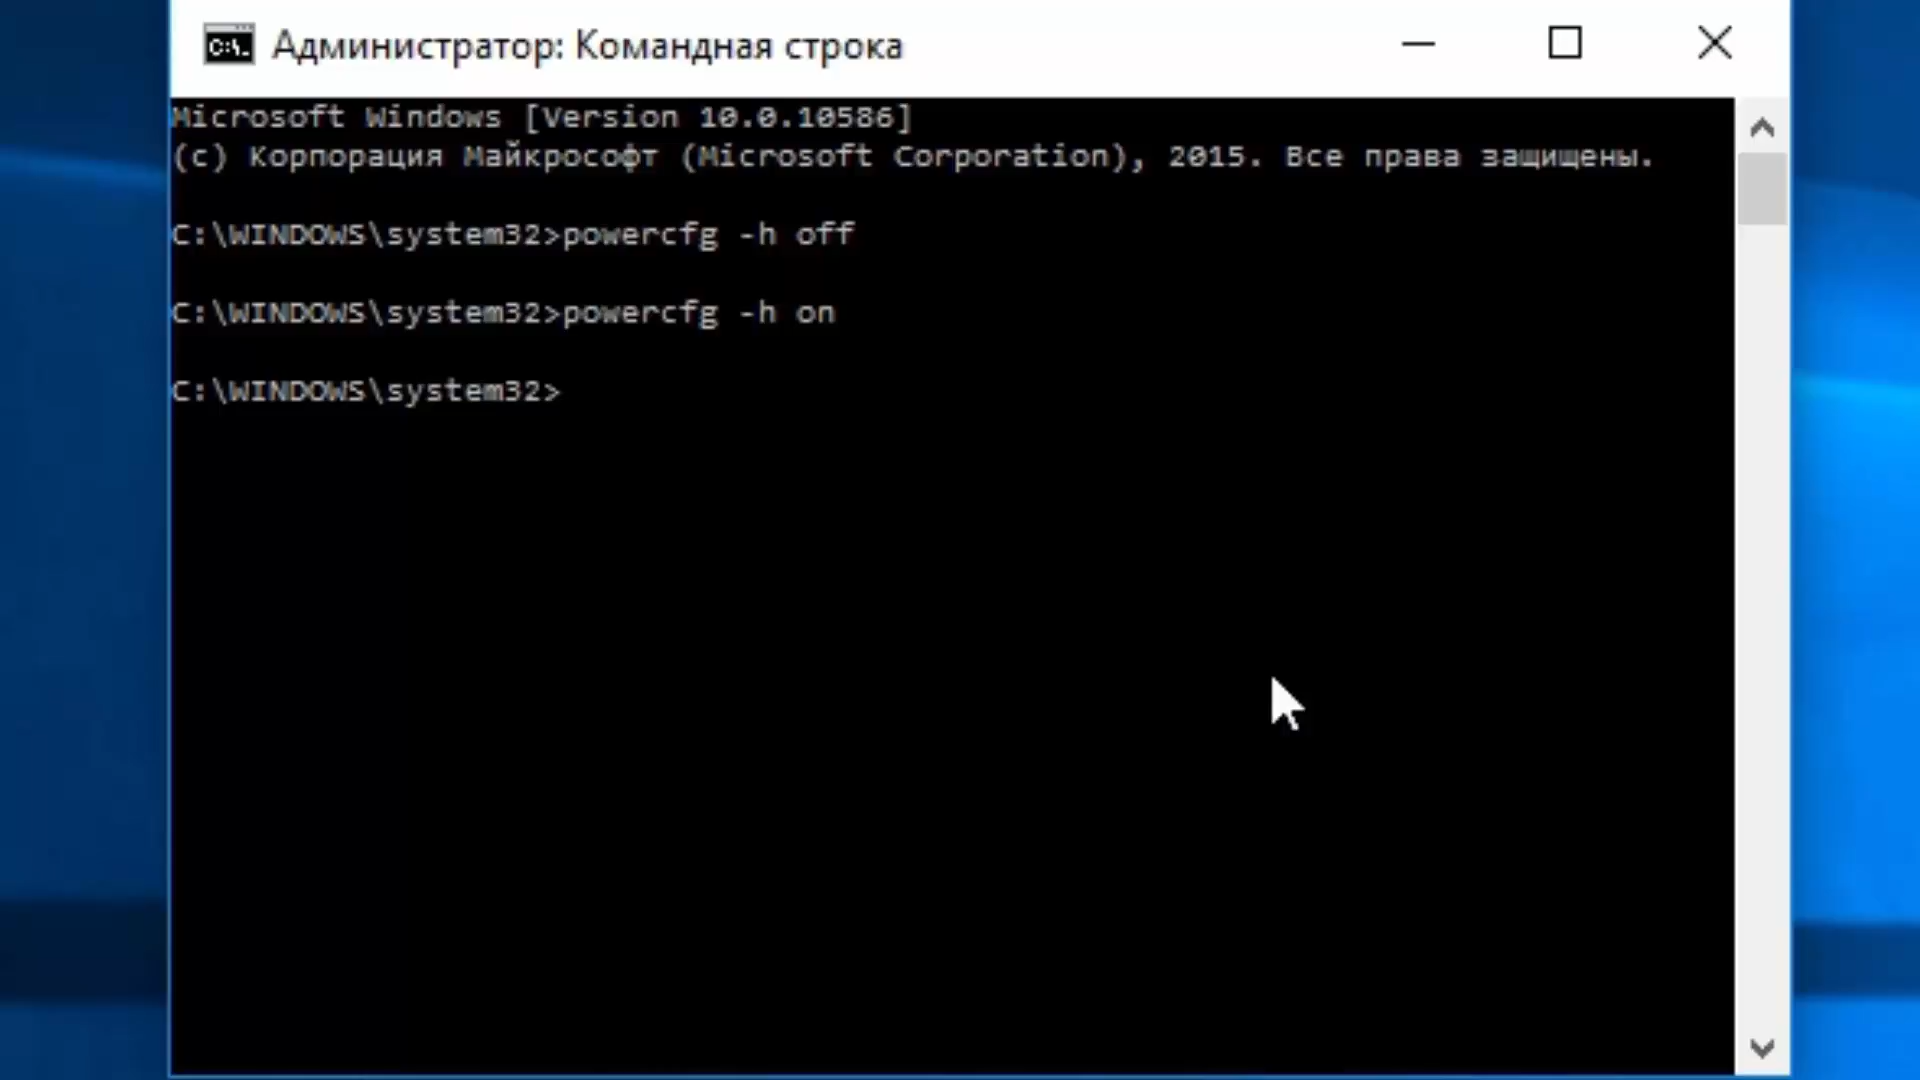 Администратор: Командная строка
Microsoft Windows [Version 10.0.10586]
(c) Корпорация Майкрософт (Microsoft Corporation), 2015. Все права защищены.
C:\WINDOWS\system32>powercfg -h off
C:\WINDOWS\system32>powercfg -h on
C:\WINDOWS\system32>